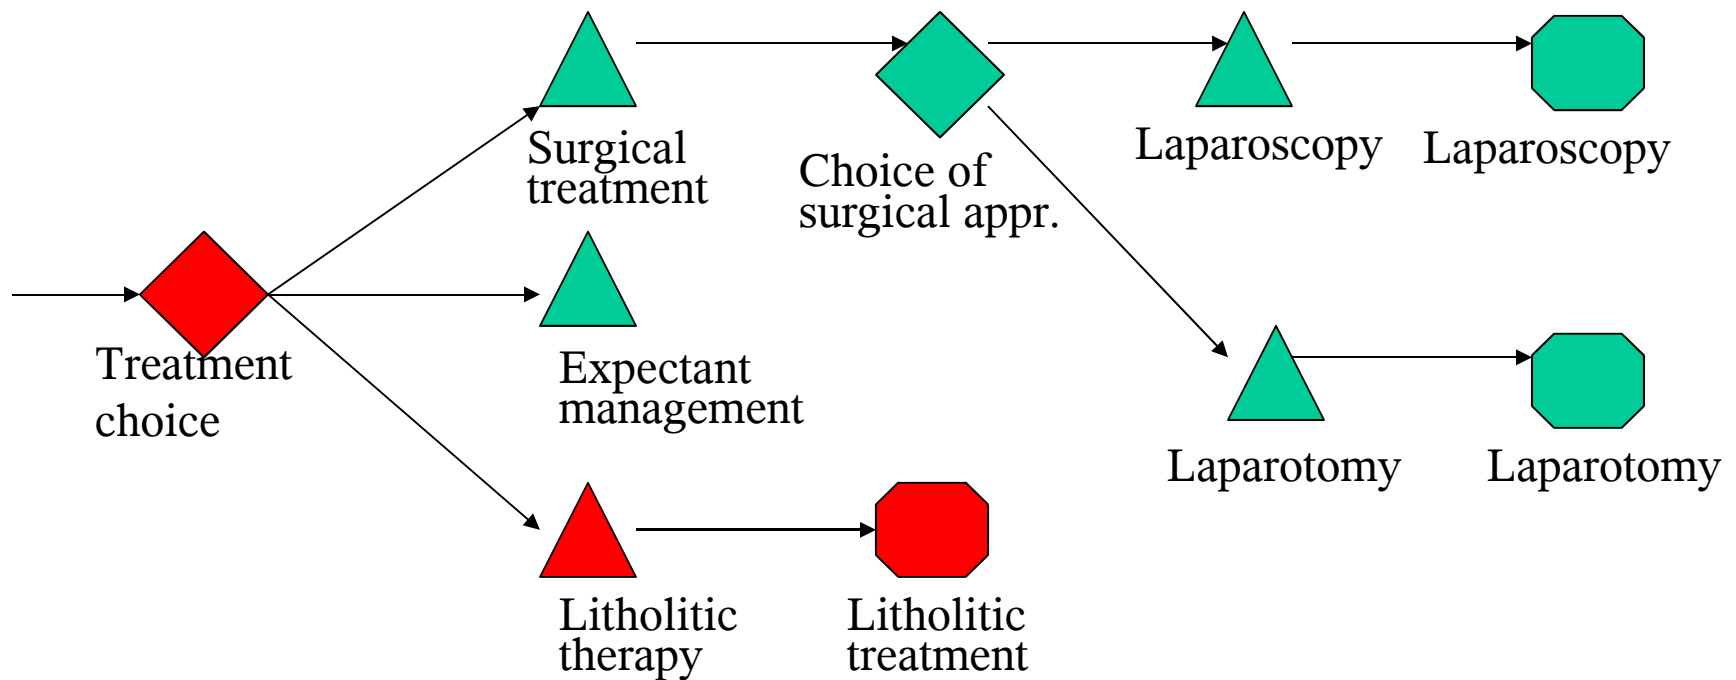 Surgical
treatment
Choice of
surgical appr.
Laparoscopy
Laparoscopy
Treatment
choice
Expectant
management
Laparotomy
Laparotomy
Litholitic
therapy
Litholitic
treatment